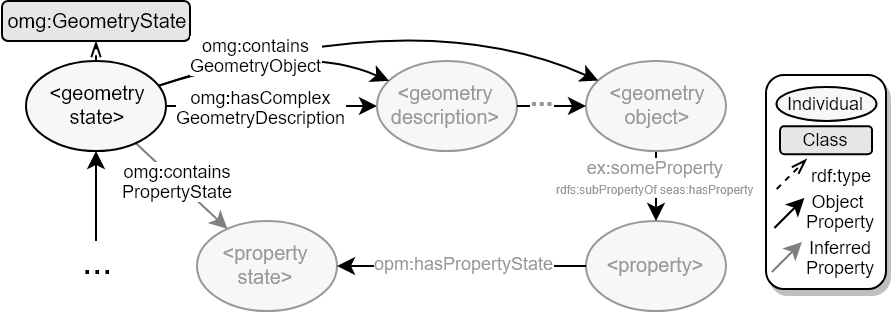 omg:GeometryState
omg:contains
GeometryObject
<geometry
state>
omg:hasComplex
GeometryDescription
<geometry
description>
...
<geometry
object>
omg:contains
PropertyState
ex:someProperty
rdfs:subPropertyOf seas:hasProperty
...
<property
state>
opm:hasPropertyState
<property>
Individual
Class
rdf:type
Object
Property
Inferred
Property